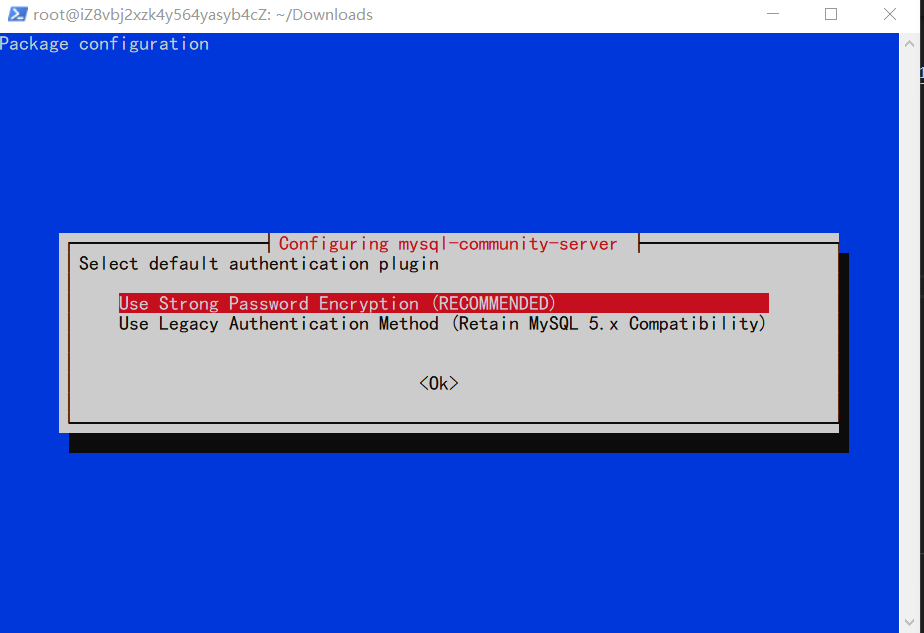 root@iZ8vbj2xzk4y564yasyb4cZ: ~/Downloads
Package configuration
Configuring mysql-community-server
Select default authentication plugin
Use Strong Password Encryption (RECOMMENDED)
Use Legacy Authentication Method (Retain MySQL 5.x Compatibility)
<Ok>